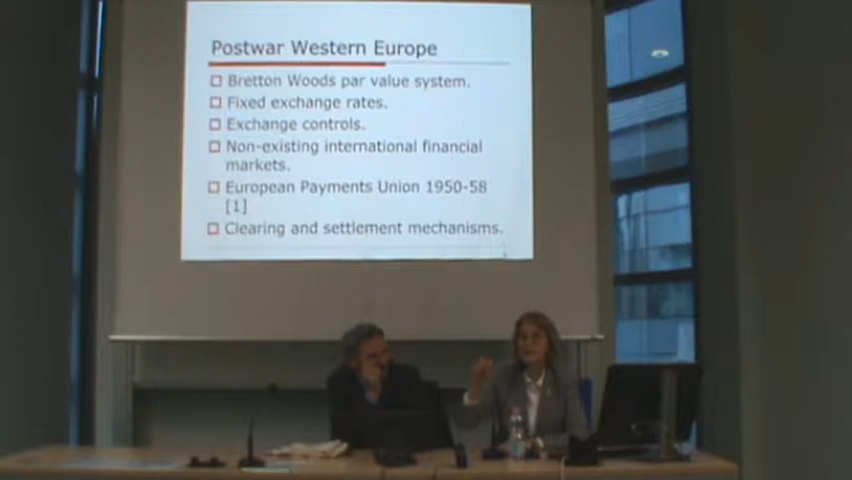 Postwar Western Europe
Bretton Woods par value system.
Fixed exchange rates.
Exchange controls.
Non-existing international financial
markets.
European Payments Union 1950-58
[1]
Clearing and settlement mechanisms.